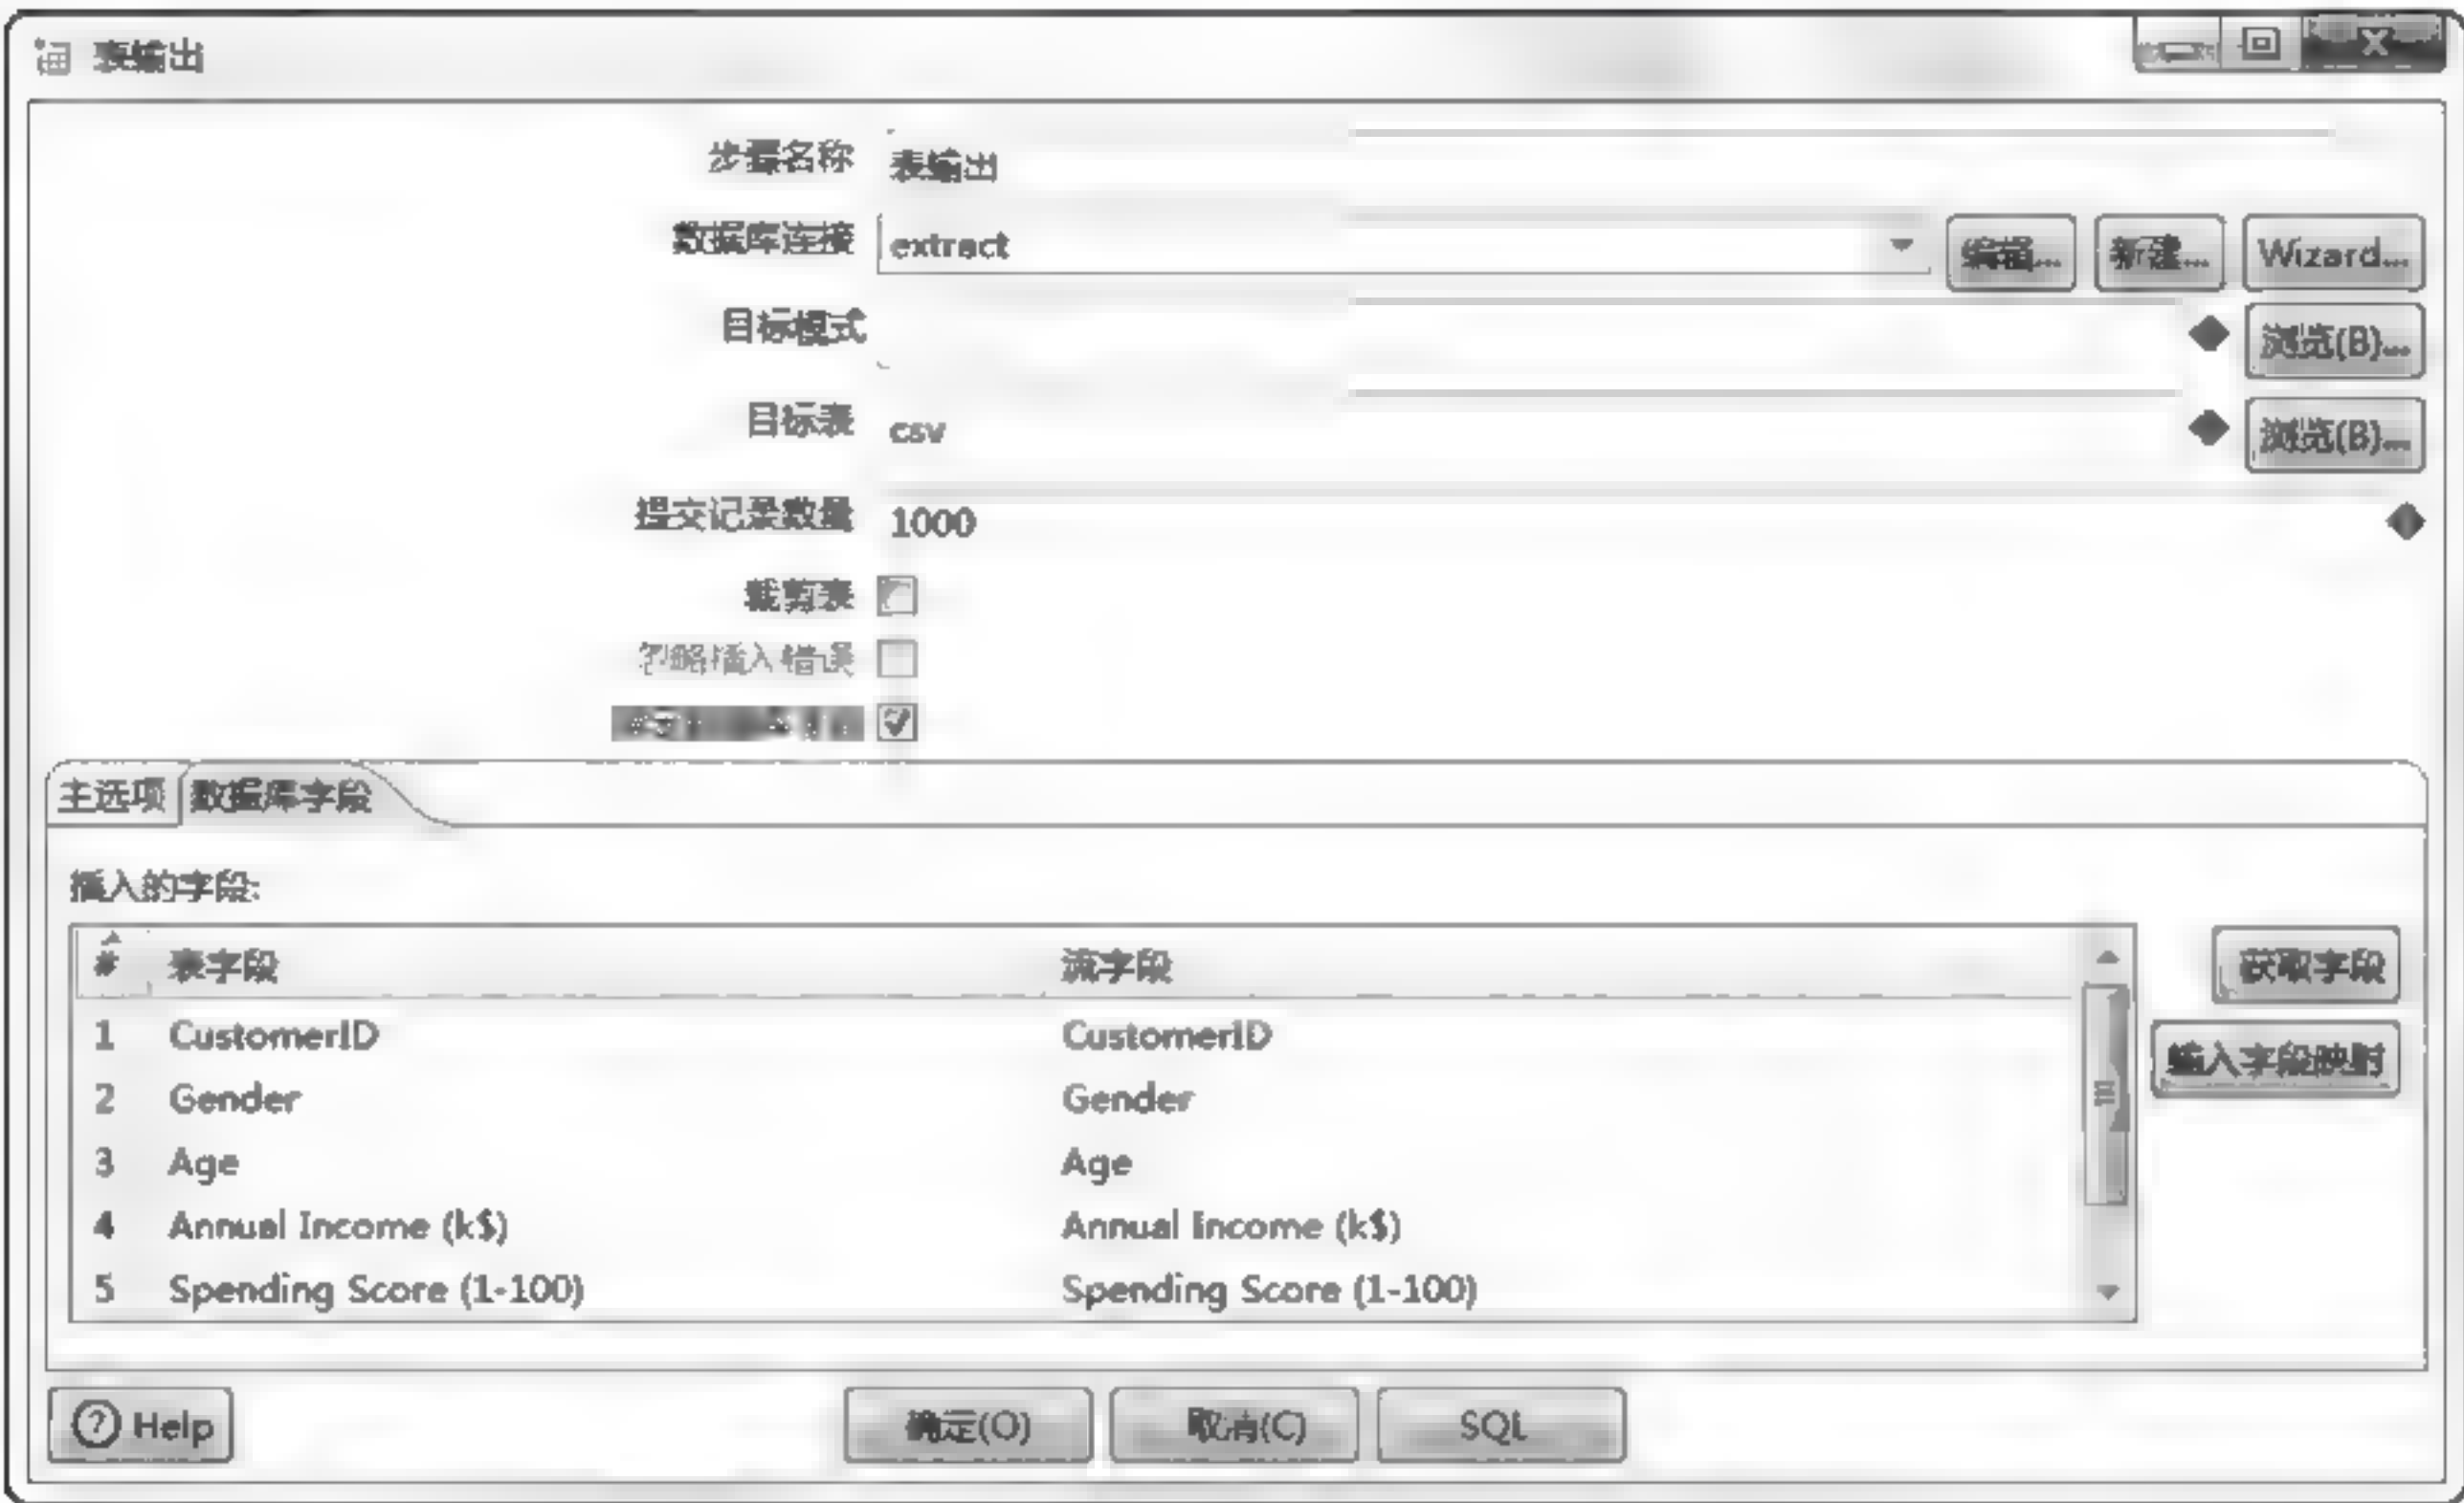 表输出
步骤名称 表输出
数据库连接 extract 编辑... 新建... Wizard...
目标模式 浏览(B)...
目标表 csv 浏览(B)...
提交记录数量 1000
裁剪表
忽略插入错误
主选项 数据库字段
插入的字段:
# 表字段 流字段 获取字段
1 CustomerID CustomerID
输入字段映射
2 Gender Gender
3 Age Age
4 Annual Income (k$) Annual Income (k$)
5 Spending Score (1-100) Spending Score (1-100)
Help 确定(O) 取消(C) SQL